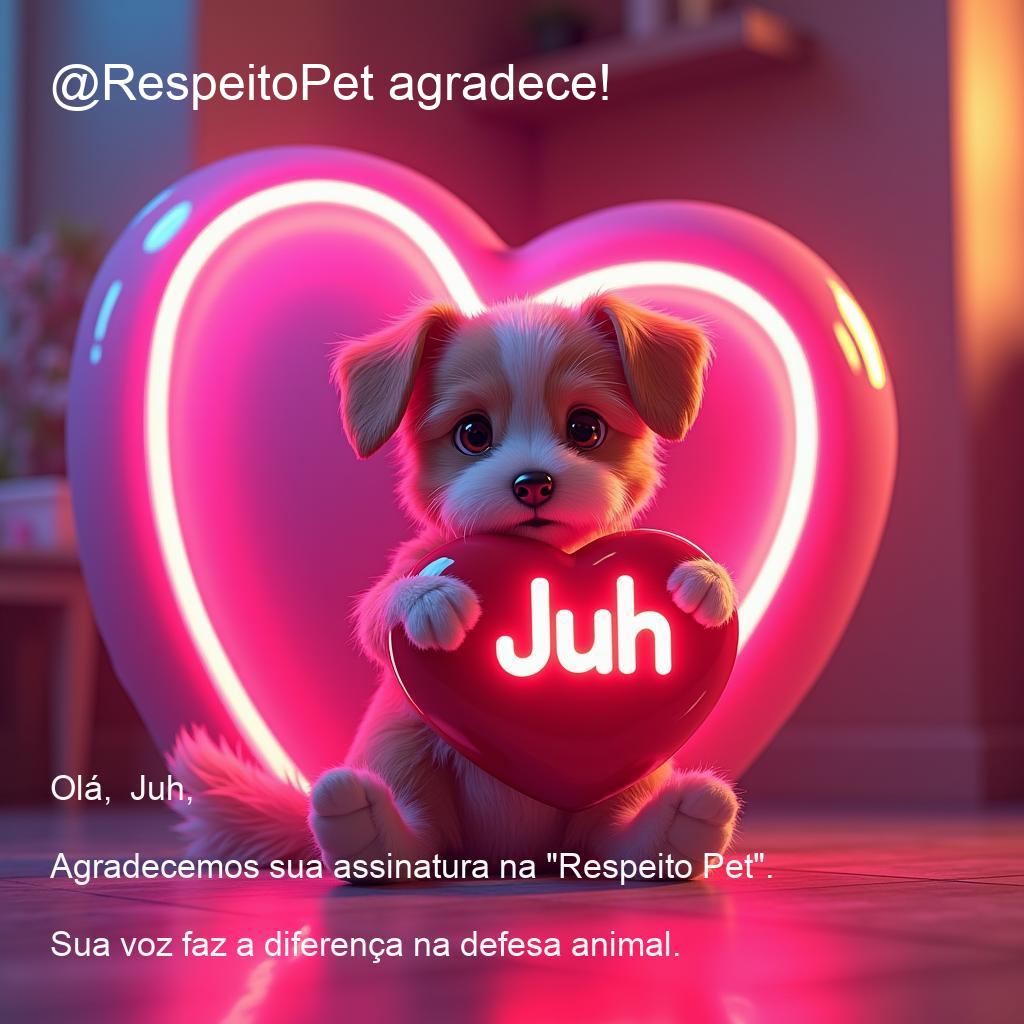 @RespeitoPet agradece!
Juh
Olá,  Juh,
Agradecemos sua assinatura na "Respeito Pet".
Sua voz faz a diferença na defesa animal.